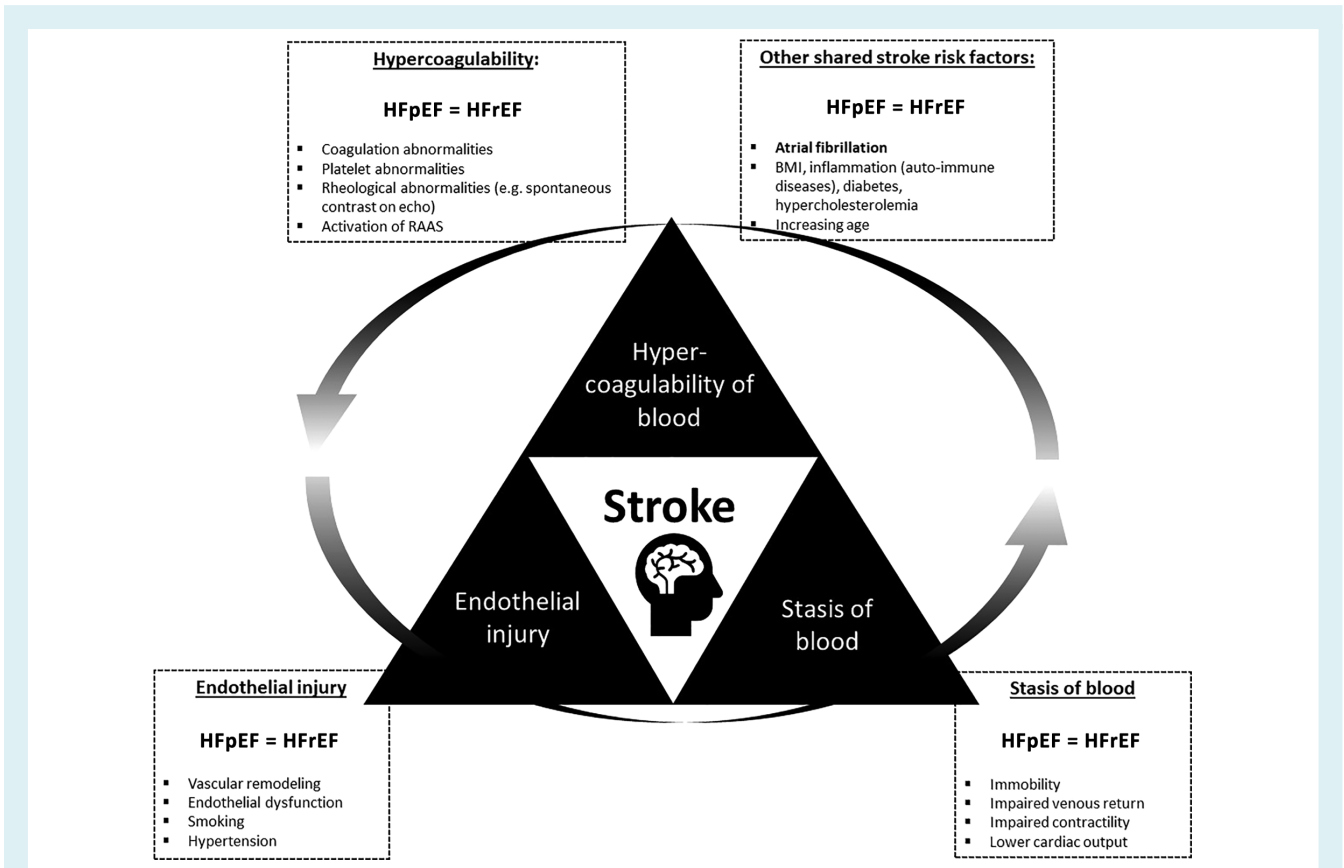 Hypercoagulability:
HFpEF = HFrEF
▪ Coagulation abnormalities
▪ Platelet abnormalities
▪ Rheological abnormalities (e.g. spontaneous
contrast on echo)
▪ Activation of RAAS
Other shared stroke risk factors:
HFpEF = HFrEF
▪ Atrial fibrillation
▪ BMI, inflammation (auto-immune
diseases), diabetes,
hypercholesterolemia
▪ Increasing age
Hyper-
coagulability of
blood
Stroke
Endothelial
injury
Stasis of
blood
Endothelial injury
HFpEF = HFrEF
▪ Vascular remodeling
▪ Endothelial dysfunction
▪ Smoking
▪ Hypertension
Stasis of blood
HFpEF = HFrEF
▪ Immobility
▪ Impaired venous return
▪ Impaired contractility
▪ Lower cardiac output